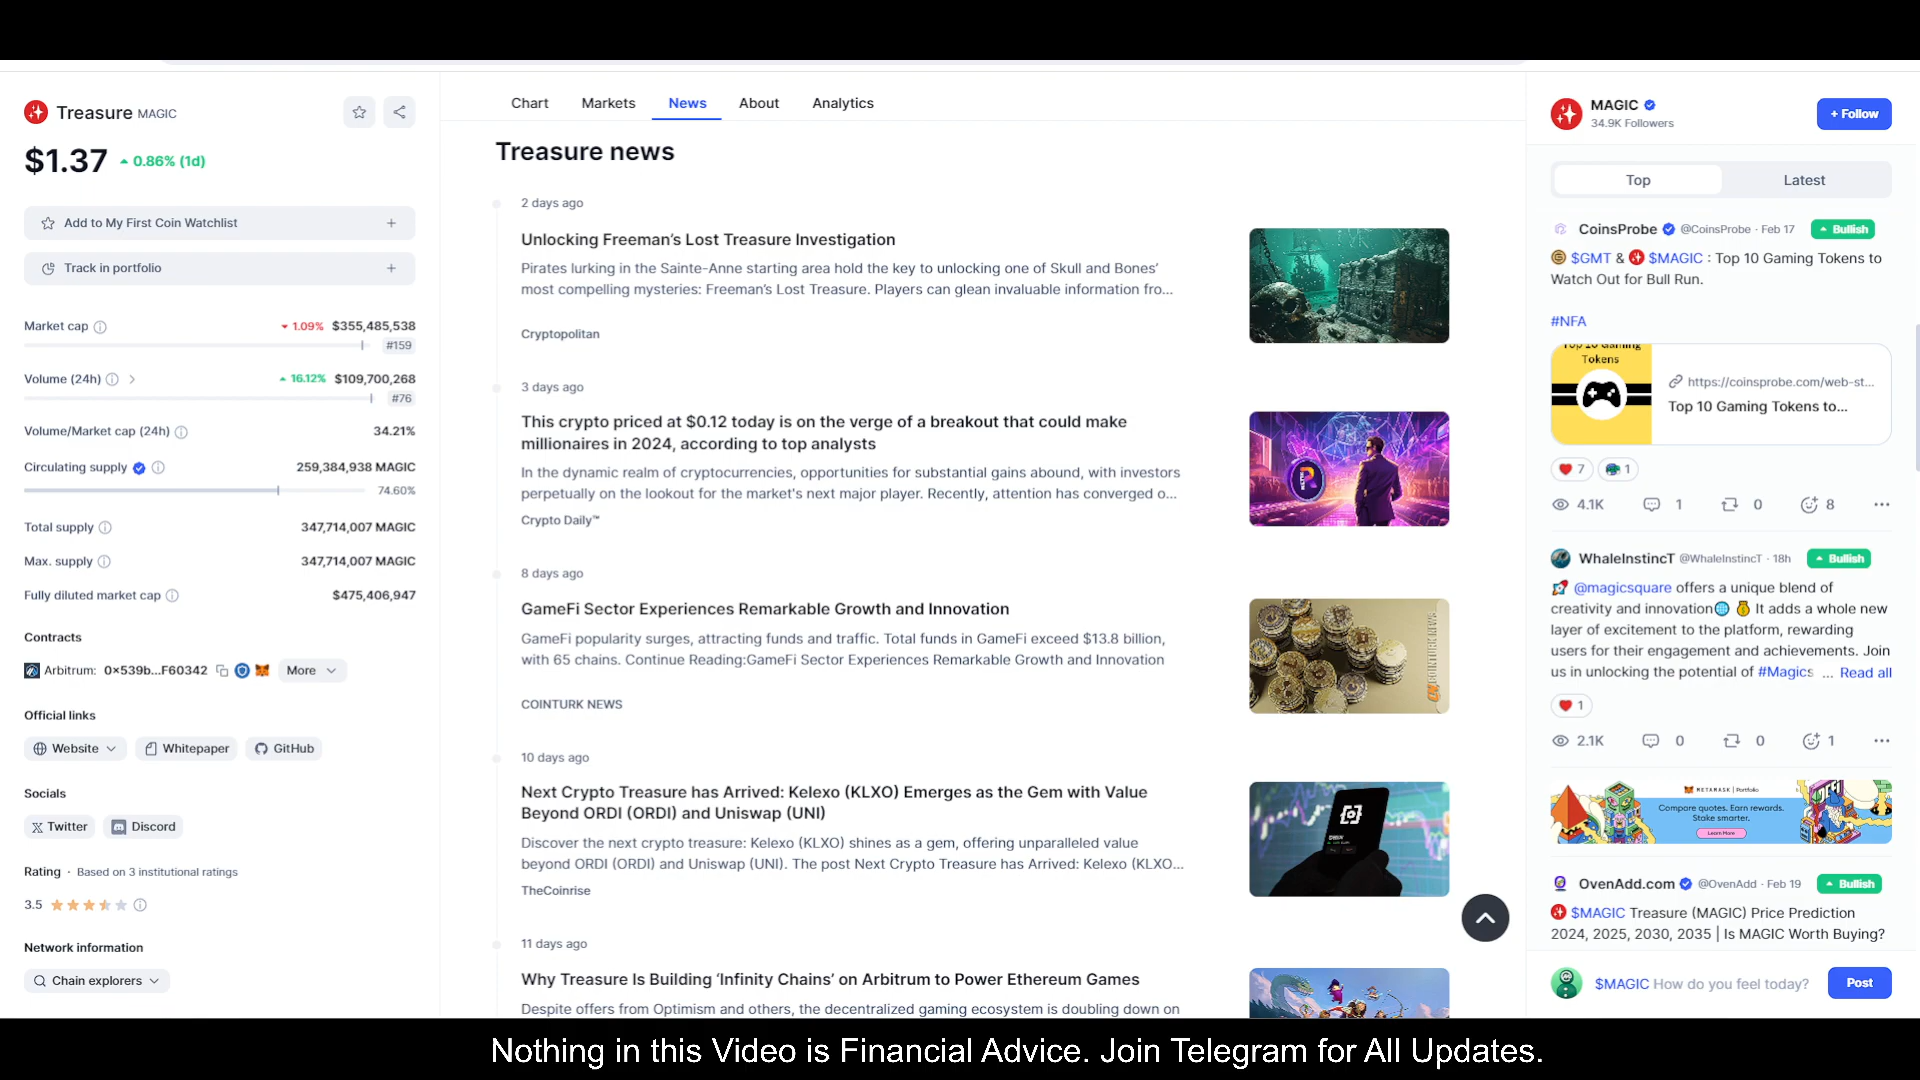 Treasure MAGIC
$1.37 0.86% (1d)
Add to My First Coin Watchlist
Track in portfolio
Market cap 1.09% $355,485,538
#159
Volume (24h) 16.12% $109,700,268
#76
Volume/Market cap (24h) 34.21%
Circulating supply 259,384,938 MAGIC
74.60%
Total supply 347,714,007 MAGIC
Max. supply 347,714,007 MAGIC
Fully diluted market cap $475,406,947
Contracts
Arbitrum: 0x539b...F60342 More
Official links
Website Whitepaper GitHub
Socials
Twitter Discord
Rating · Based on 3 institutional ratings
3.5
Network information
Chain explorers
Chart Markets News About Analytics
Treasure news
2 days ago
Unlocking Freeman's Lost Treasure Investigation
Pirates lurking in the Sainte-Anne starting area hold the key to unlocking one of Skull and Bones'
most compelling mysteries: Freeman's Lost Treasure. Players can glean invaluable information fro...
Cryptopolitan
3 days ago
This crypto priced at $0.12 today is on the verge of a breakout that could make
millionaires in 2024, according to top analysts
In the dynamic realm of cryptocurrencies, opportunities for substantial gains abound, with investors
perpetually on the lookout for the market's next major player. Recently, attention has converged o...
Crypto Daily™
8 days ago
GameFi Sector Experiences Remarkable Growth and Innovation
GameFi popularity surges, attracting funds and traffic. Total funds in GameFi exceed $13.8 billion,
with 65 chains. Continue Reading:GameFi Sector Experiences Remarkable Growth and Innovation
COINTURK NEWS
COINTURK NEWS
10 days ago
Next Crypto Treasure has Arrived: Kelexo (KLXO) Emerges as the Gem with Value
Beyond ORDI (ORDI) and Uniswap (UNI)
Discover the next crypto treasure: Kelexo (KLXO) shines as a gem, offering unparalleled value
beyond ORDI (ORDI) and Uniswap (UNI). The post Next Crypto Treasure has Arrived: Kelexo (KLXO...
TheCoinrise
11 days ago
Why Treasure Is Building 'Infinity Chains' on Arbitrum to Power Ethereum Games
Despite offers from Optimism and others, the decentralized gaming ecosystem is doubling down on
MAGIC
34.9K Followers
+ Follow
Top Latest
CoinsProbe @CoinsProbe · Feb 17 Bullish
$GMT & $MAGIC : Top 10 Gaming Tokens to
Watch Out for Bull Run.
#NFA
Top 10 Gaming
Tokens
https://coinsprobe.com/web-st...
Top 10 Gaming Tokens to...
7 1
4.1K 1 0 8 ...
WhaleInstincT @WhaleInstincT · 18h Bullish
@magicsquare offers a unique blend of
creativity and innovation It adds a whole new
layer of excitement to the platform, rewarding
users for their engagement and achievements. Join
us in unlocking the potential of #Magics ... Read all
1
2.1K 0 0 1 ...
METAMASK | Portfolio
Compare quotes. Earn rewards.
Stake smarter.
Learn More
OvenAdd.com @OvenAdd · Feb 19 Bullish
$MAGIC Treasure (MAGIC) Price Prediction
2024, 2025, 2030, 2035 | Is MAGIC Worth Buying?
$MAGIC How do you feel today? Post
Nothing in this Video is Financial Advice. Join Telegram for All Updates.